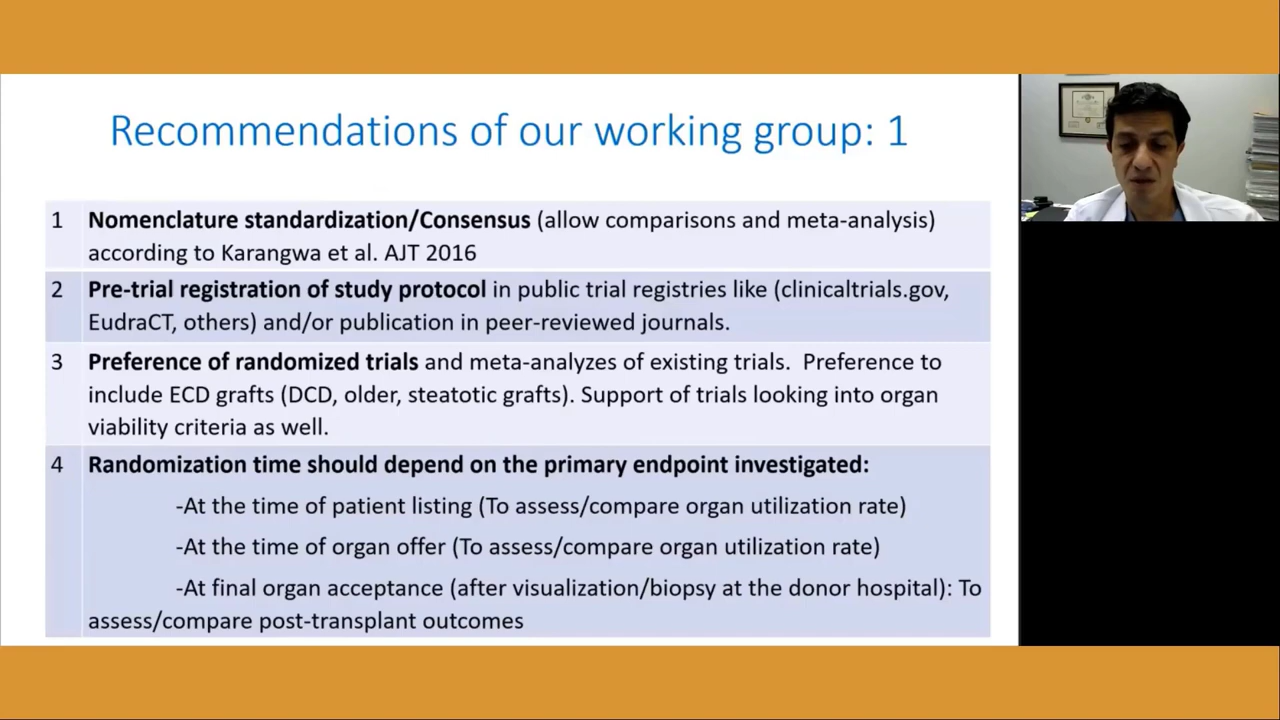 Recommendations of our working group: 1
1 Nomenclature standardization/Consensus (allow comparisons and meta-analysis)
according to Karangwa et al. AJT 2016
2 Pre-trial registration of study protocol in public trial registries like (clinicaltrials.gov,
EudraCT, others) and/or publication in peer-reviewed journals.
3 Preference of randomized trials and meta-analyzes of existing trials. Preference to
include ECD grafts (DCD, older, steatotic grafts). Support of trials looking into organ
viability criteria as well.
4 Randomization time should depend on the primary endpoint investigated:
-At the time of patient listing (To assess/compare organ utilization rate)
-At the time of organ offer (To assess/compare organ utilization rate)
-At final organ acceptance (after visualization/biopsy at the donor hospital): To
assess/compare post-transplant outcomes